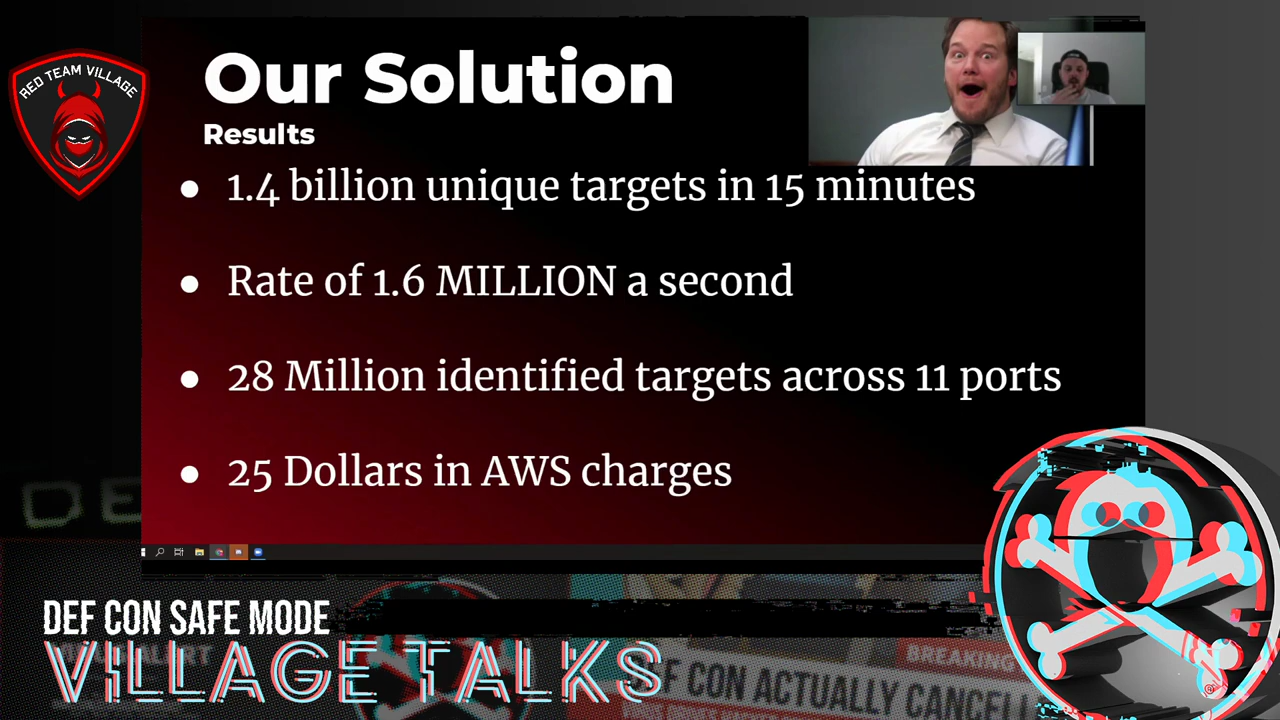 RED TEAM VILLAGE
Our Solution
Results
● 1.4 billion unique targets in 15 minutes
● Rate of 1.6 MILLION a second
● 28 Million identified targets across 11 ports
● 25 Dollars in AWS charges
DEF CON SAFE MODE
VILLAGE TALKS
BREAKING
DEF CON ACTUALLY CANCELL